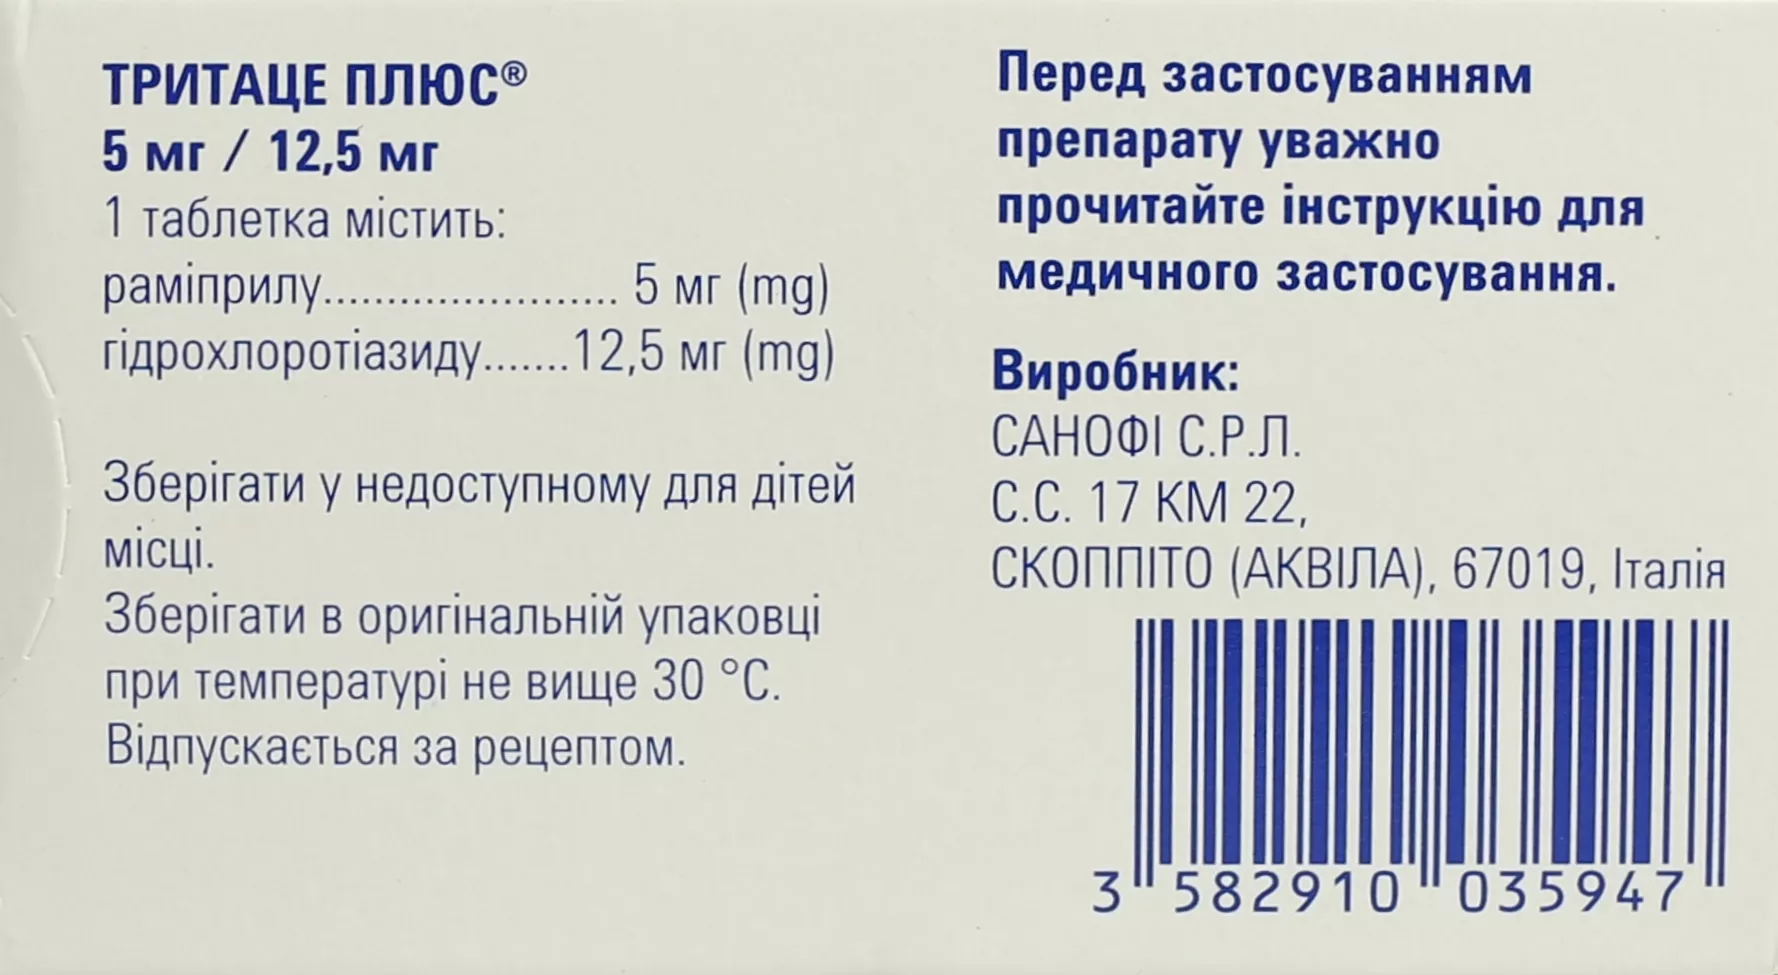 ТРИТАЦЕ ПЛЮС®
5 мг / 12,5 мг
1 таблетка містить:
раміприлу....................... 5 мг (mg)
гідрохлоротіазиду.......12,5 мг (mg)
Зберігати у недоступному для дітей
місці.
Зберігати в оригінальній упаковці
при температурі не вище 30 °С.
Відпускається за рецептом.
Перед застосуванням
препарату уважно
прочитайте інструкцію для
медичного застосування.
Виробник:
САНОФІ С.Р.Л.
С.С. 17 КМ 22,
СКОППІТО (АКВІЛА), 67019, Італія
3 582910 035947